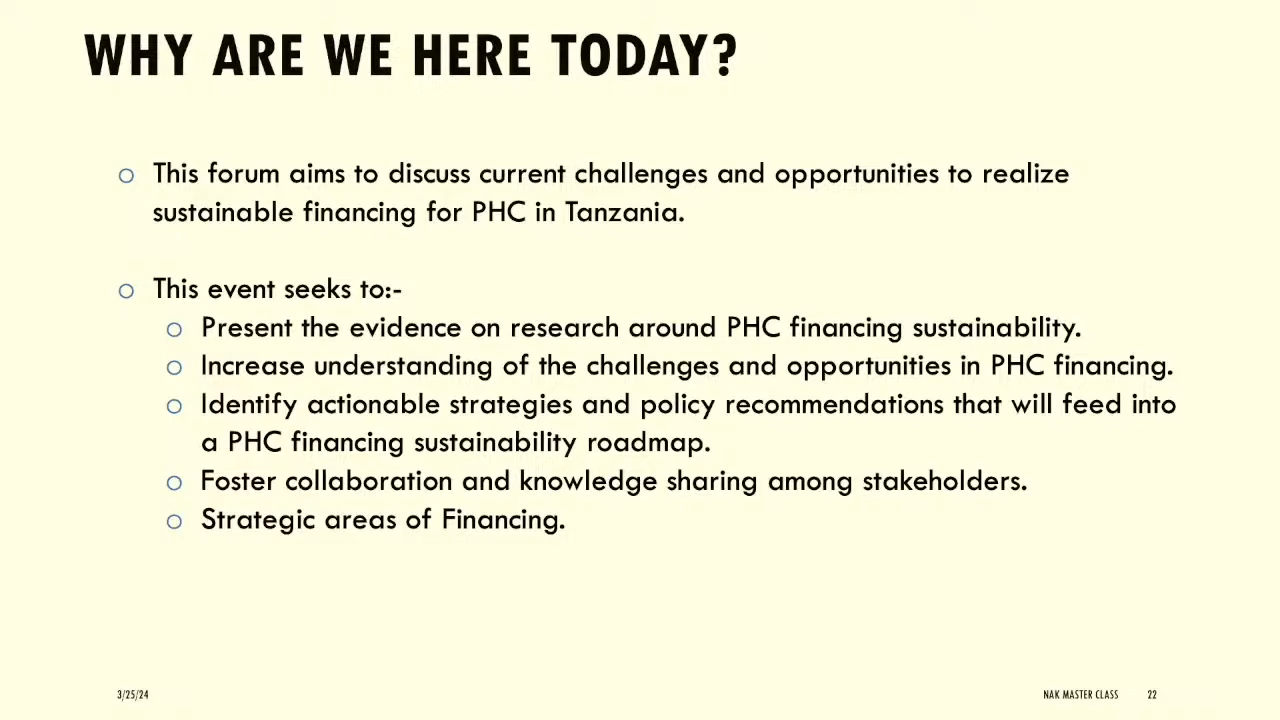 WHY ARE WE HERE TODAY?
This forum aims to discuss current challenges and opportunities to realize
sustainable financing for PHC in Tanzania.
This event seeks to:-
Present the evidence on research around PHC financing sustainability.
Increase understanding of the challenges and opportunities in PHC financing.
Identify actionable strategies and policy recommendations that will feed into
a PHC financing sustainability roadmap.
Foster collaboration and knowledge sharing among stakeholders.
Strategic areas of Financing.
3/25/24 NAK MASTER CLASS 22